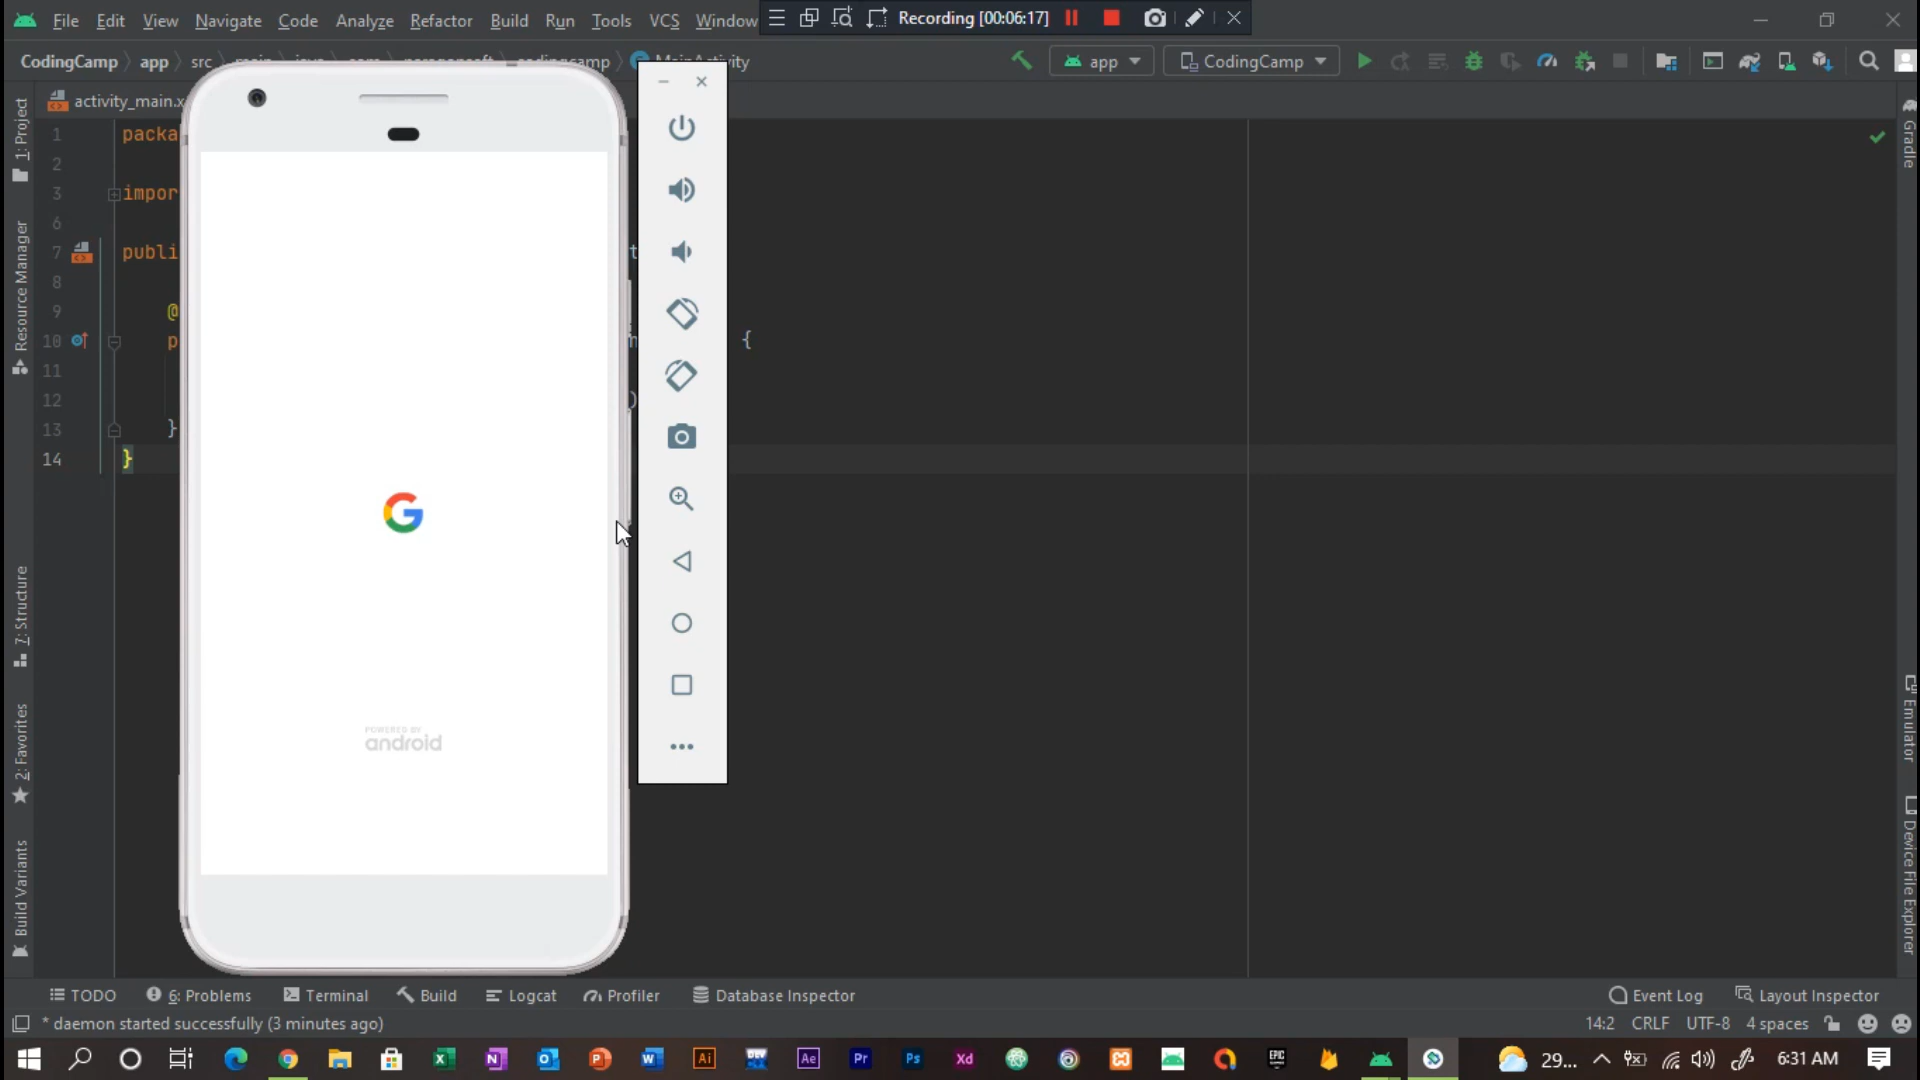 File Edit View Navigate Code Analyze Refactor Build Run Tools VCS Window
Recording [00:06:17]
CodingCamp app src
MainActivity
app
CodingCamp
activity_main.x
1 packa
2
3 impor
6
7 publi
8
9 @
10 p {
11
12 )
13 }
14 }
1: Project
Resource Manager
7: Structure
2: Favorites
Build Variants
Gradle
Emulator
Device File Explorer
G
POWERED BY
android
TODO 6: Problems Terminal Build Logcat Profiler Database Inspector Event Log Layout Inspector
* daemon started successfully (3 minutes ago) 14:2 CRLF UTF-8 4 spaces
29... 6:31 AM